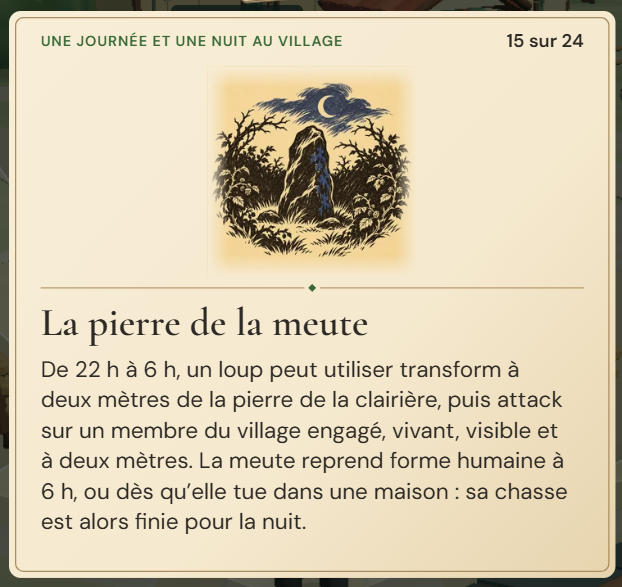 UNE JOURNÉE ET UNE NUIT AU VILLAGE
15 sur 24
La pierre de la meute
De 22 h à 6 h, un loup peut utiliser transform à
deux mètres de la pierre de la clairière, puis attack
sur un membre du village engagé, vivant, visible et
à deux mètres. La meute reprend forme humaine à
6 h, ou dès qu’elle tue dans une maison : sa chasse
est alors finie pour la nuit.